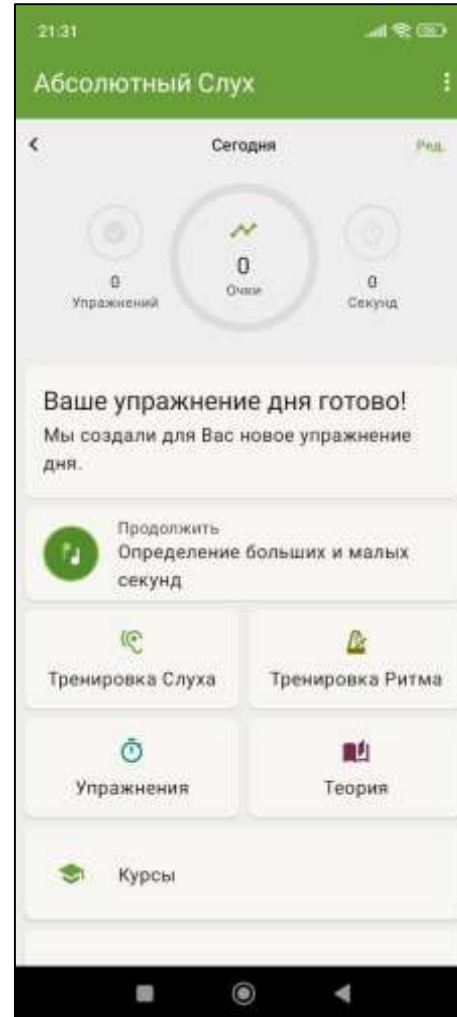 21:31
Абсолютный Слух
Сегодня
Ред.
0
Упражнений
0
Очки
0
Секунд
Ваше упражнение дня готово!
Мы создали для Вас новое упражнение
дня.
Продолжить
Определение больших и малых
секунд
Тренировка Слуха
Тренировка Ритма
Упражнения
Теория
Курсы